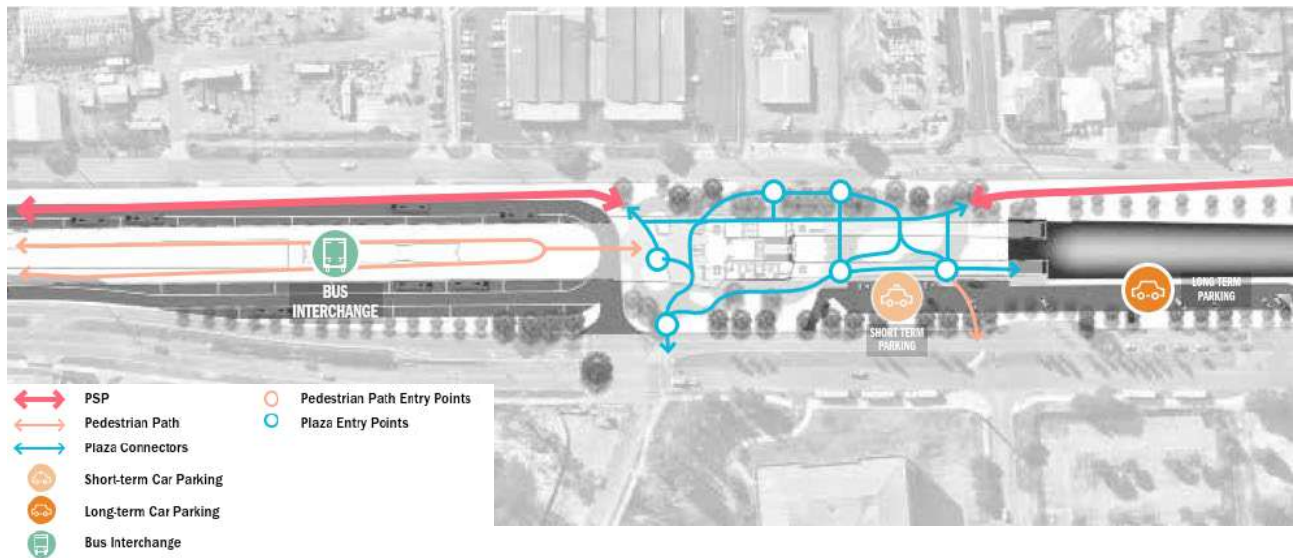 BUS
INTERCHANGE
SHORT TERM
PARKING
LONG TERM
PARKING
PSP
Pedestrian Path
Plaza Connectors
Short-term Car Parking
Long-term Car Parking
Bus Interchange
Pedestrian Path Entry Points
Plaza Entry Points